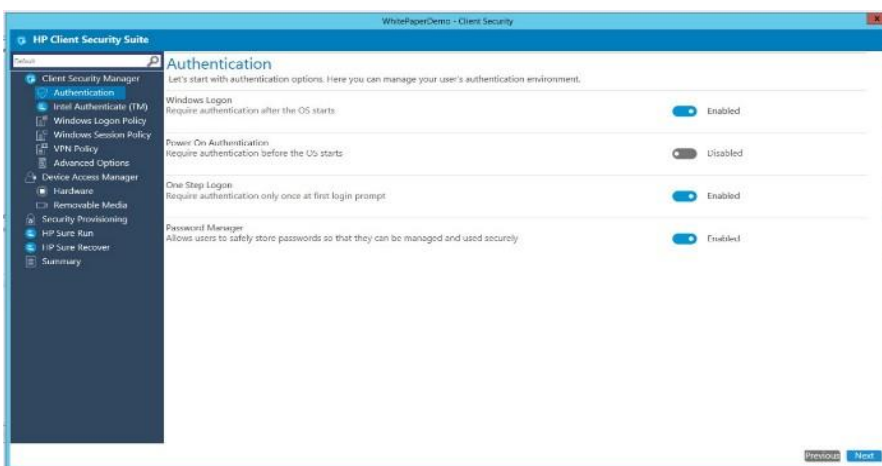 WhitePaperDemo - Client Security
HP Client Security Suite
Default
Client Security Manager
Authentication
Intel Authenticate (TM)
Windows Logon Policy
Windows Session Policy
VPN Policy
Advanced Options
Device Access Manager
Hardware
Removable Media
Security Provisioning
HP Sure Run
HP Sure Recover
Summary
Authentication
Let's start with authentication options. Here you can manage your user's authentication environment.
Windows Logon
Require authentication after the OS starts
Enabled
Power On Authentication
Require authentication before the OS starts
Disabled
One Step Logon
Require authentication only once at first login prompt
Enabled
Password Manager
Allows users to safely store passwords so that they can be managed and used securely
Enabled
Previous Next